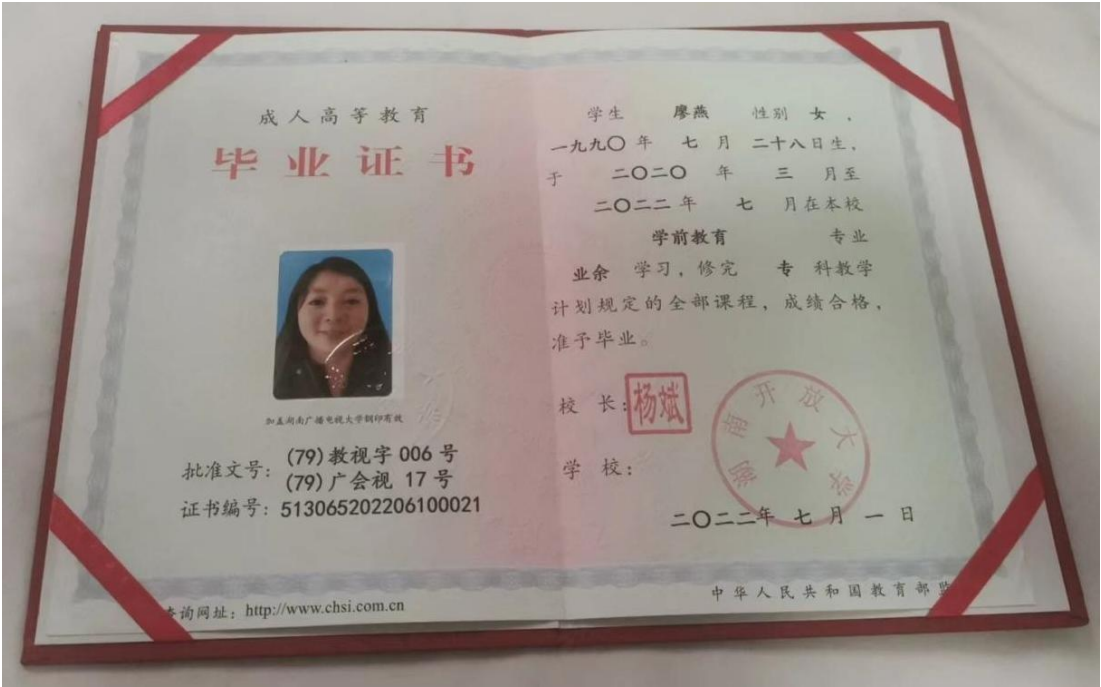 成人高等教育
毕业证书
加盖湖南广播电视大学钢印有效
批准文号：
(79)教视字 006 号
(79)广会视 17 号
证书编号：513065202206100021
查询网址：http://www.chsi.com.cn
学生 廖燕 性别 女，
一九九〇年 七 月 二十八日生，
于 二〇二〇 年 三 月至
二〇二二年 七 月在本校
学前教育 专业
业余 学习，修完 专 科教学
计划规定的全部课程，成绩合格，
准予毕业。
校 长：杨斌
湖南开放大学
学 校：
二〇二二年 七 月 一 日
中华人民共和国教育部监